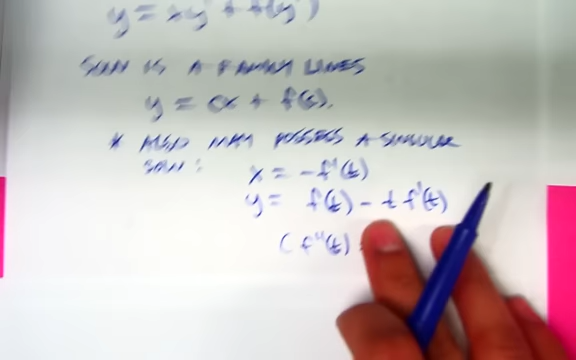 y = xy' + f(y')
SOLN IS A FAMILY LINES
y = cx + f(c).
* ALSO MAY POSSESS A SINGULAR
SOLN : x = -f'(t)
y = f(t) - t f'(t)
( f''(t)